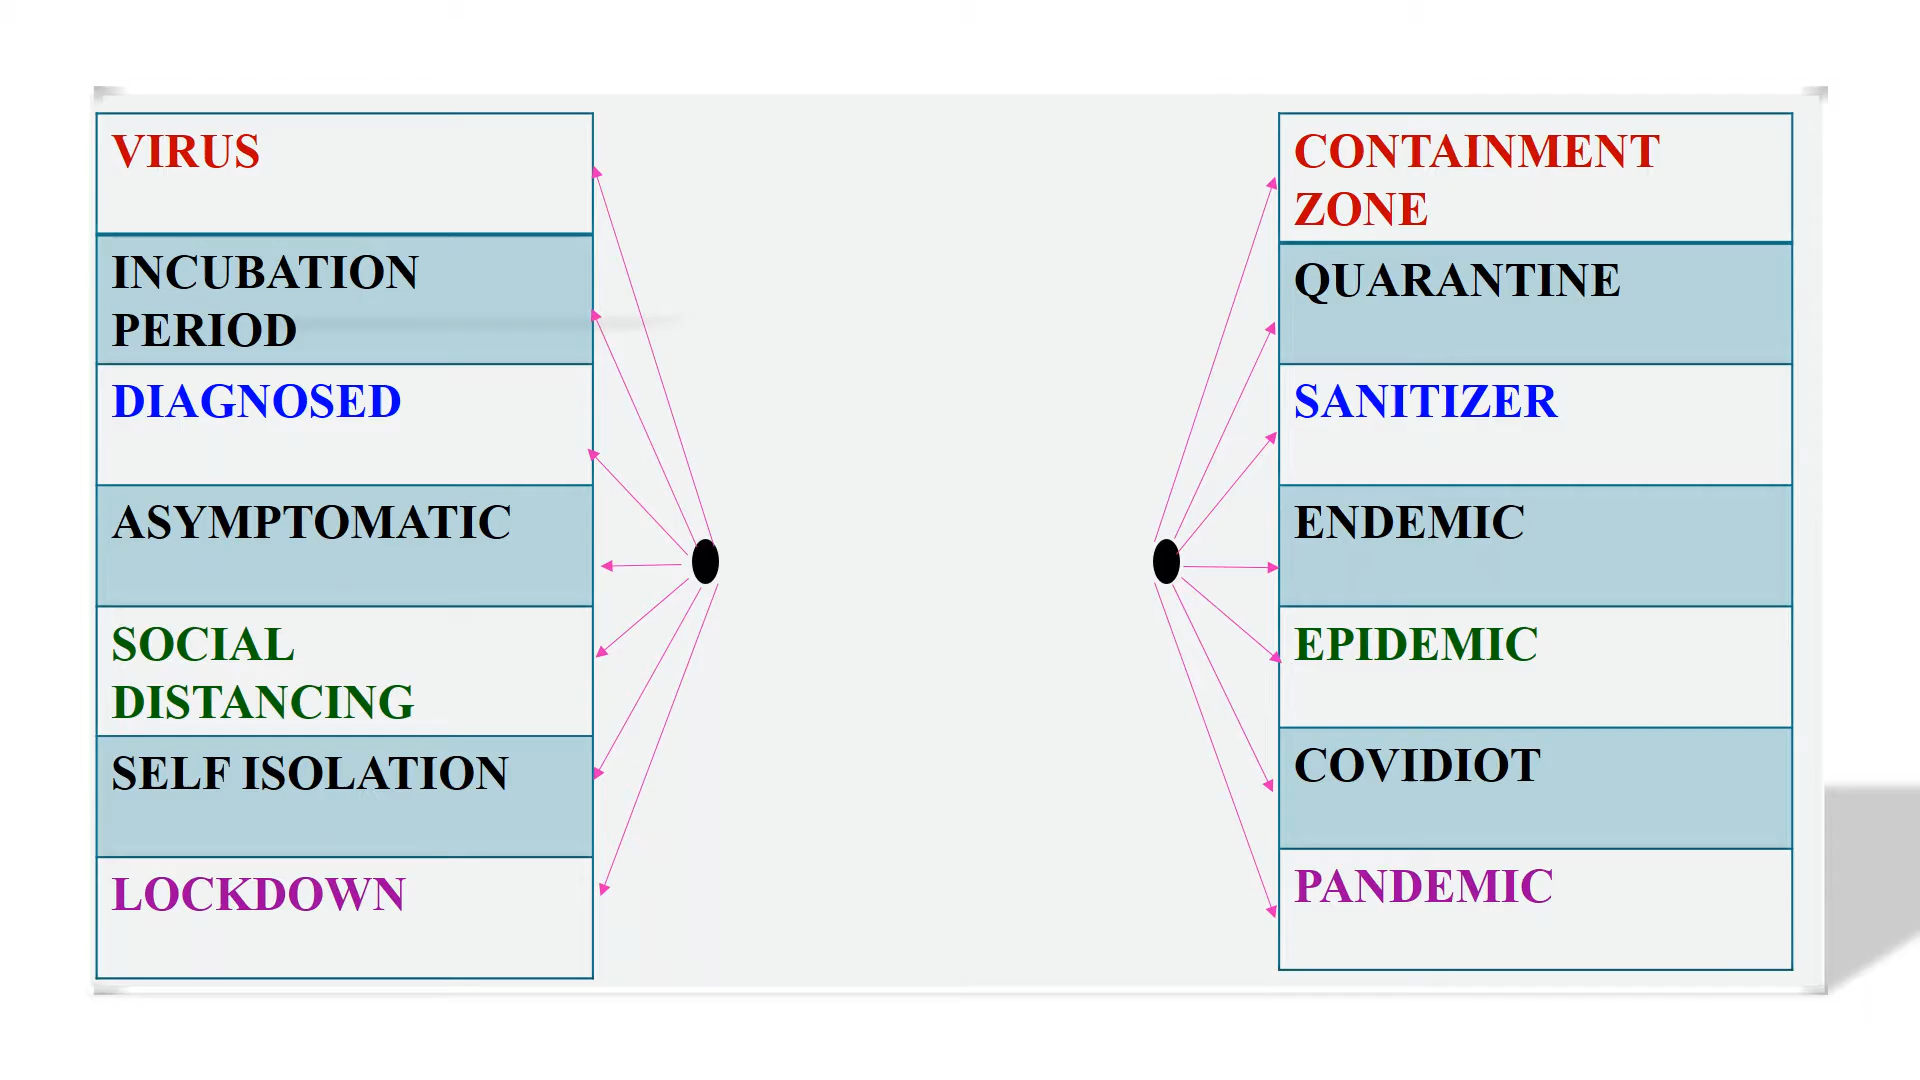 VIRUS
INCUBATION
PERIOD
DIAGNOSED
ASYMPTOMATIC
SOCIAL
DISTANCING
SELF ISOLATION
LOCKDOWN
CONTAINMENT
ZONE
QUARANTINE
SANITIZER
ENDEMIC
EPIDEMIC
COVIDIOT
PANDEMIC